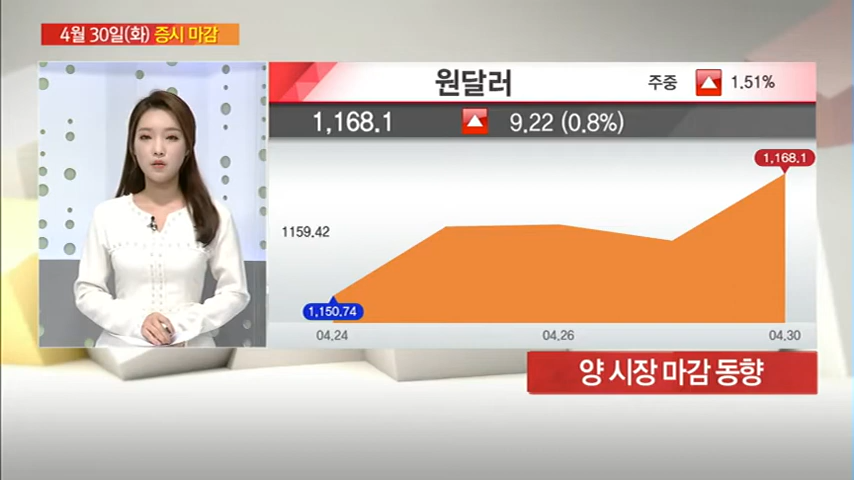 4월 30일(화) 증시 마감
원달러 주중 ▲ 1.51%
1,168.1 ▲ 9.22 (0.8%)
1,168.1
1159.42
1,150.74
04.24 04.26 04.30
양 시장 마감 동향